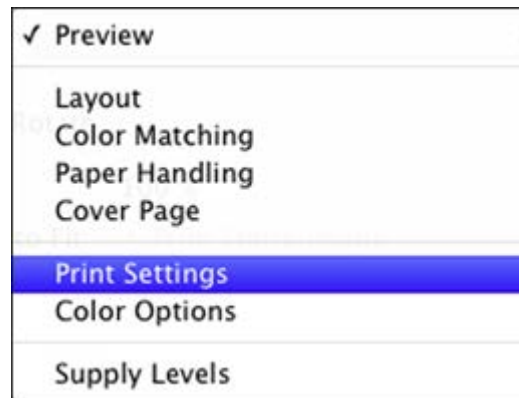 ✓ Preview
Layout
Color Matching
Paper Handling
Cover Page
Print Settings
Color Options
Supply Levels